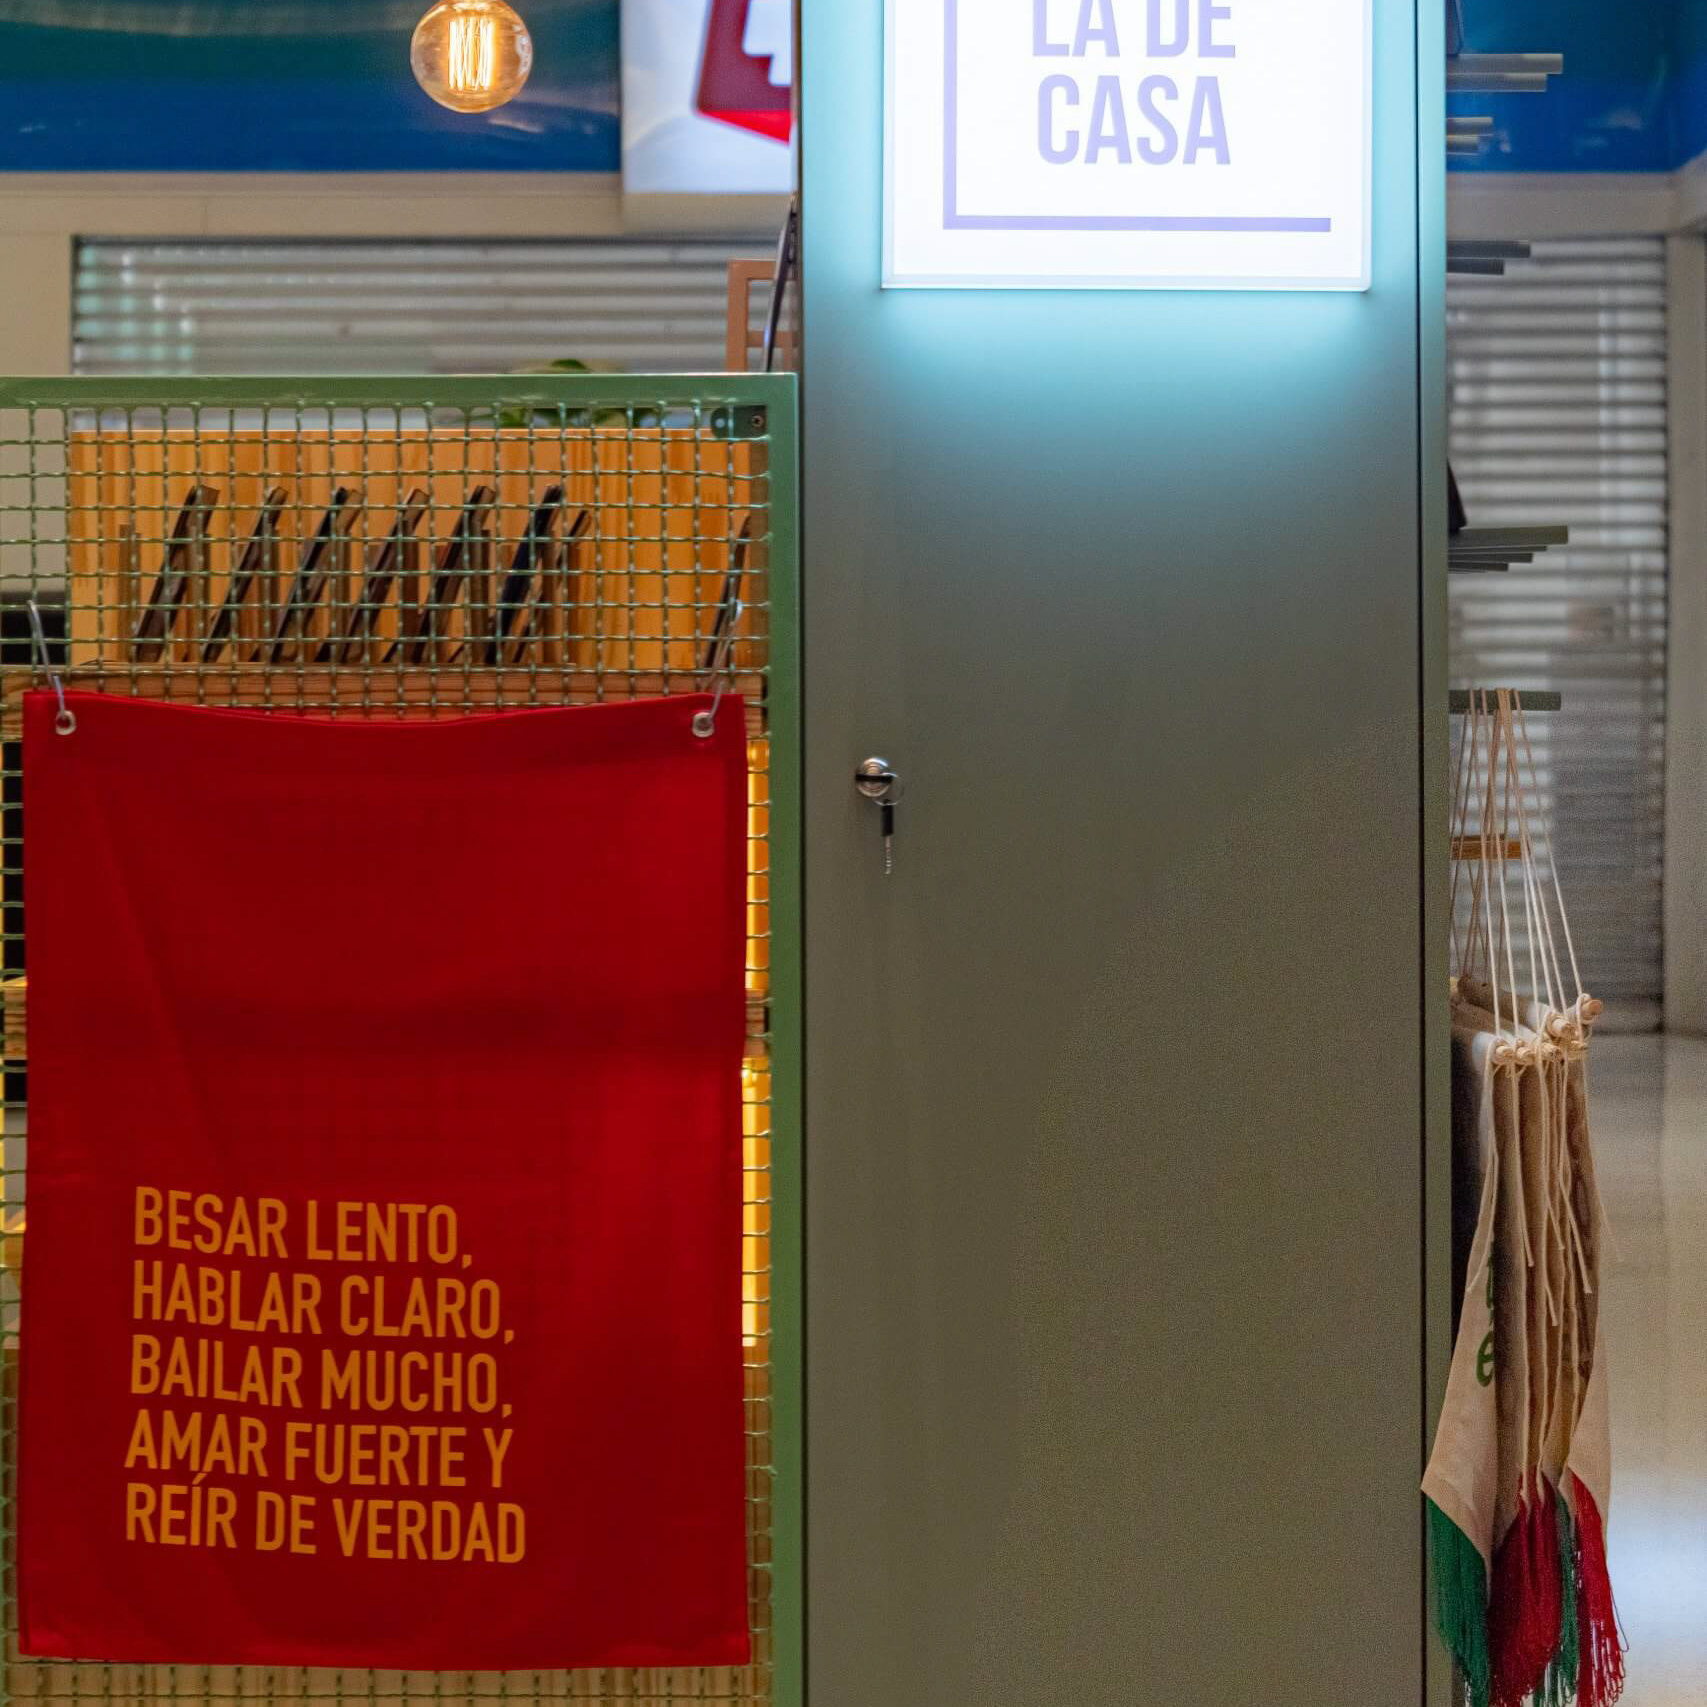 LA DE
CASA
BESAR LENTO,
HABLAR CLARO,
BAILAR MUCHO,
AMAR FUERTE Y
REÍR DE VERDAD